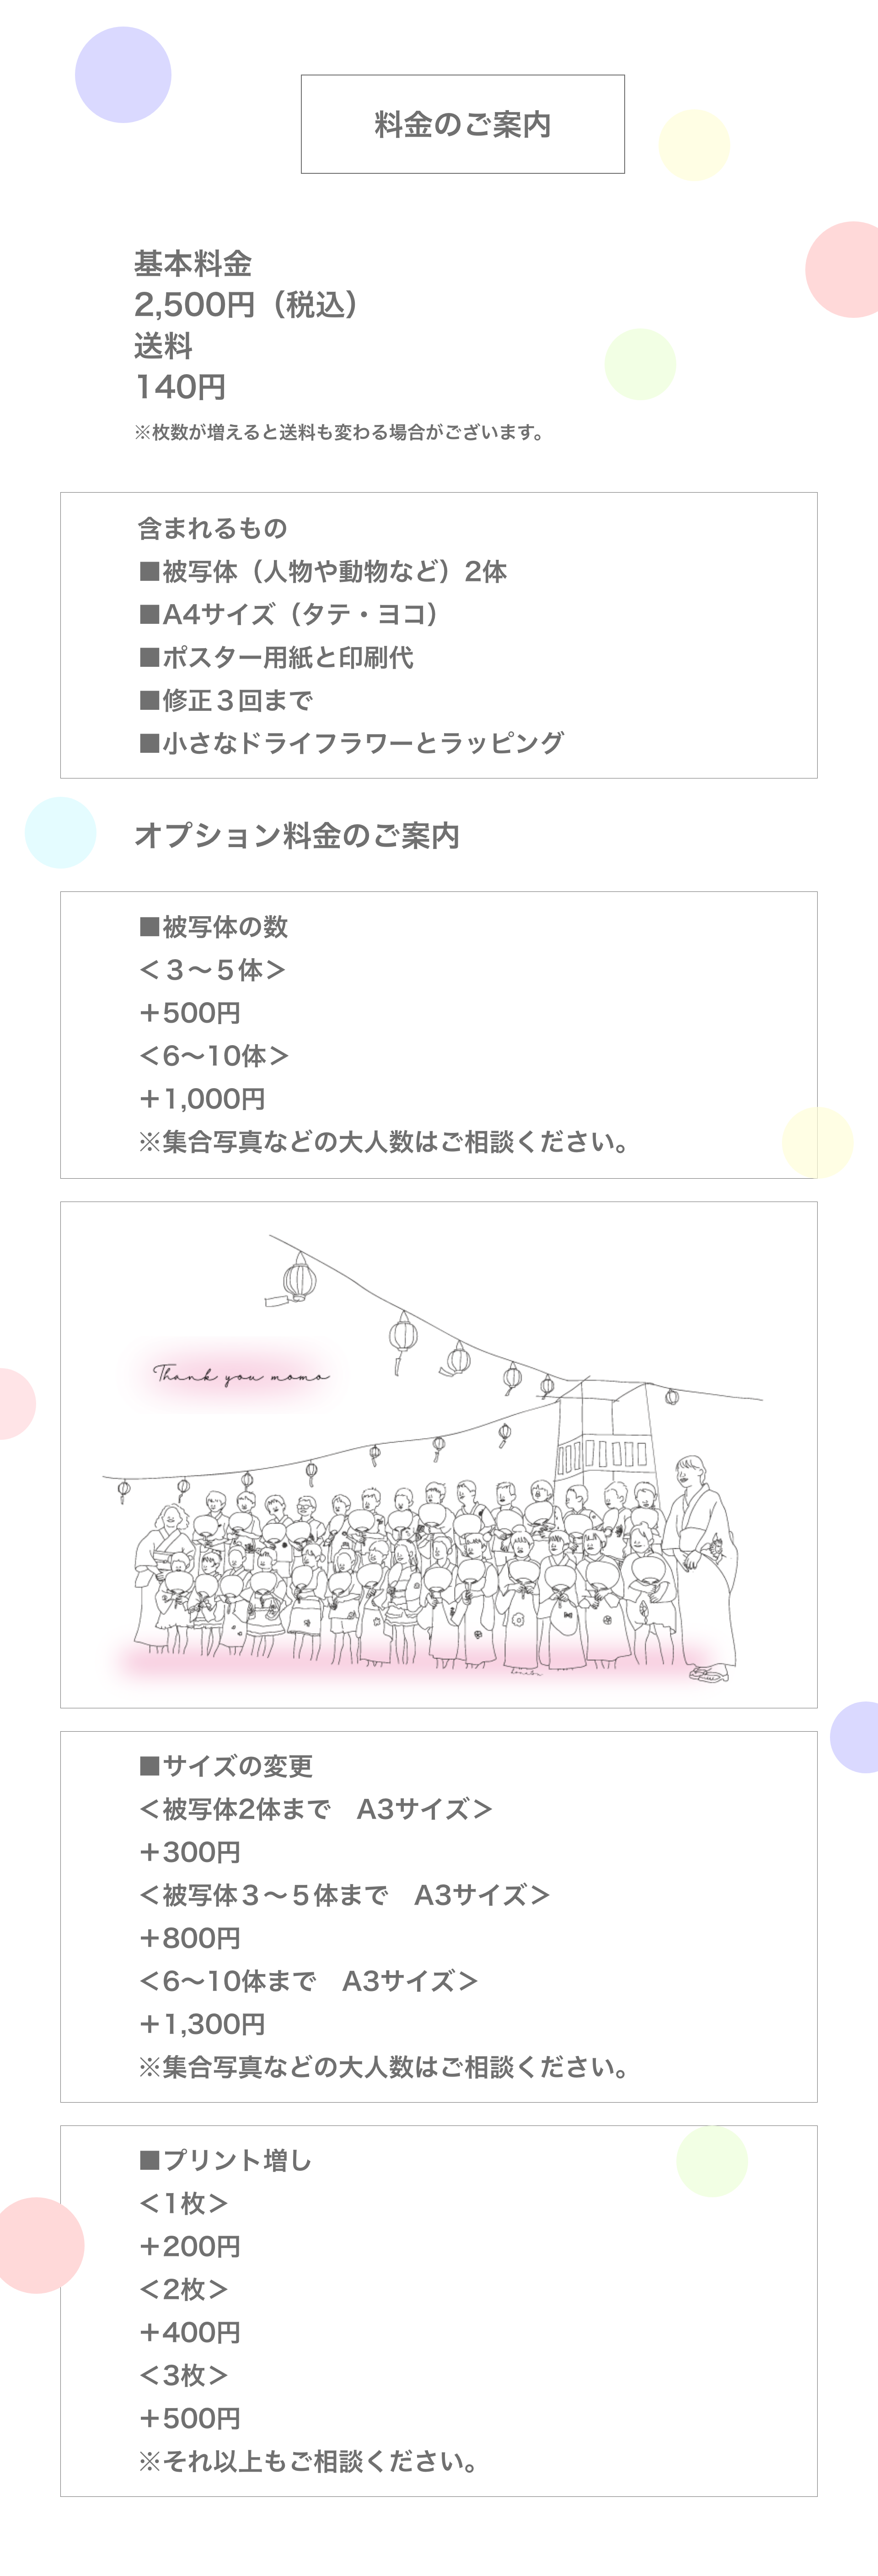 料金のご案内
基本料金
2,500円（税込）
送料
140円
※枚数が増えると送料も変わる場合がございます。
含まれるもの
■被写体（人物や動物など）2体
■A4サイズ（タテ・ヨコ）
■ポスター用紙と印刷代
■修正３回まで
■小さなドライフラワーとラッピング
オプション料金のご案内
■被写体の数
＜３〜５体＞
＋500円
＜6〜10体＞
＋1,000円
※集合写真などの大人数はご相談ください。
Thank you momo
■サイズの変更
＜被写体2体まで　A3サイズ＞
＋300円
＜被写体３〜５体まで　A3サイズ＞
＋800円
＜6〜10体まで　A3サイズ＞
＋1,300円
※集合写真などの大人数はご相談ください。
■プリント増し
＜1枚＞
＋200円
＜2枚＞
＋400円
＜3枚＞
＋500円
※それ以上もご相談ください。